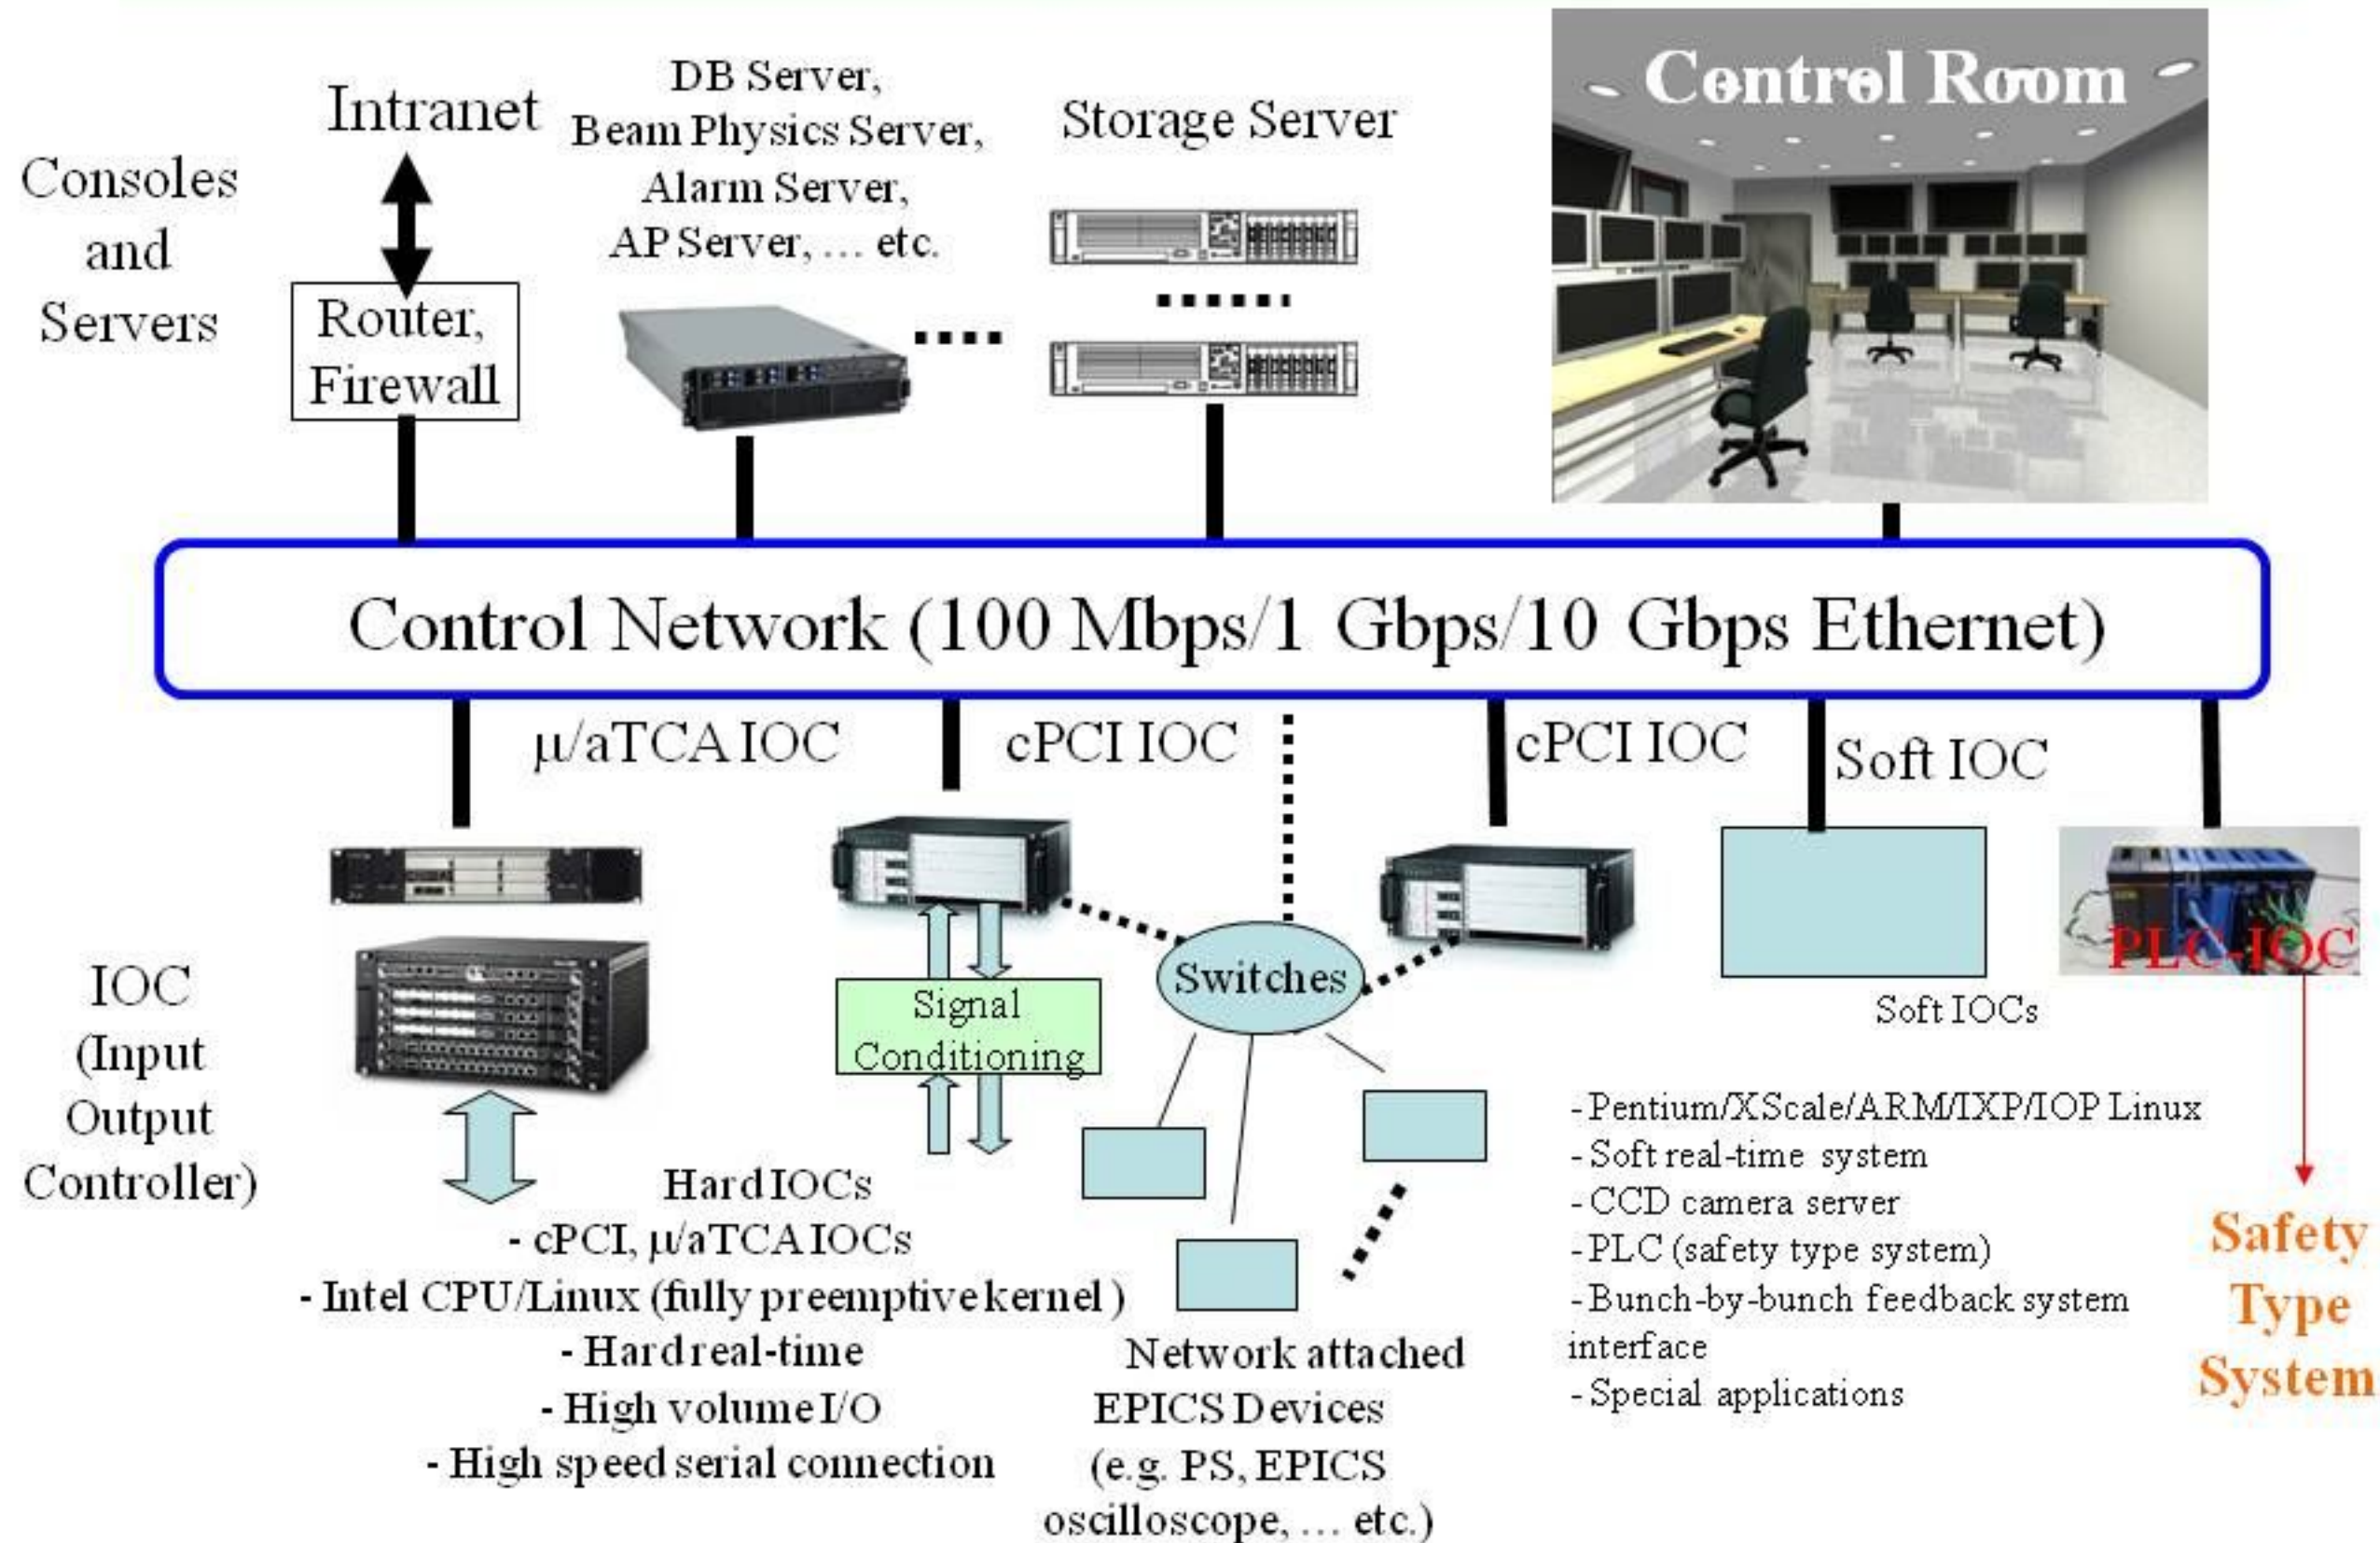 Control Room
Intranet
DB Server,
Beam Physics Server,
Alarm Server,
AP Server, ... etc.
Storage Server
Consoles
and
Servers
Router,
Firewall
Control Network (100 Mbps/1 Gbps/10 Gbps Ethernet)
μ/aTCA IOC
cPCI IOC
cPCI IOC
Soft IOC
PLC-IOC
IOC
(Input
Output
Controller)
Signal
Conditioning
Switches
Soft IOCs
Hard IOCs
- cPCI, μ/aTCA IOCs
- Intel CPU/Linux (fully preemptive kernel )
- Hard real-time
- High volume I/O
- High speed serial connection
Network attached
EPICS Devices
(e.g. PS, EPICS
oscilloscope, ... etc.)
- Pentium/XScale/ARM/IXP/IOP Linux
- Soft real-time system
- CCD camera server
- PLC (safety type system)
- Bunch-by-bunch feedback system
interface
- Special applications
Safety
Type
System